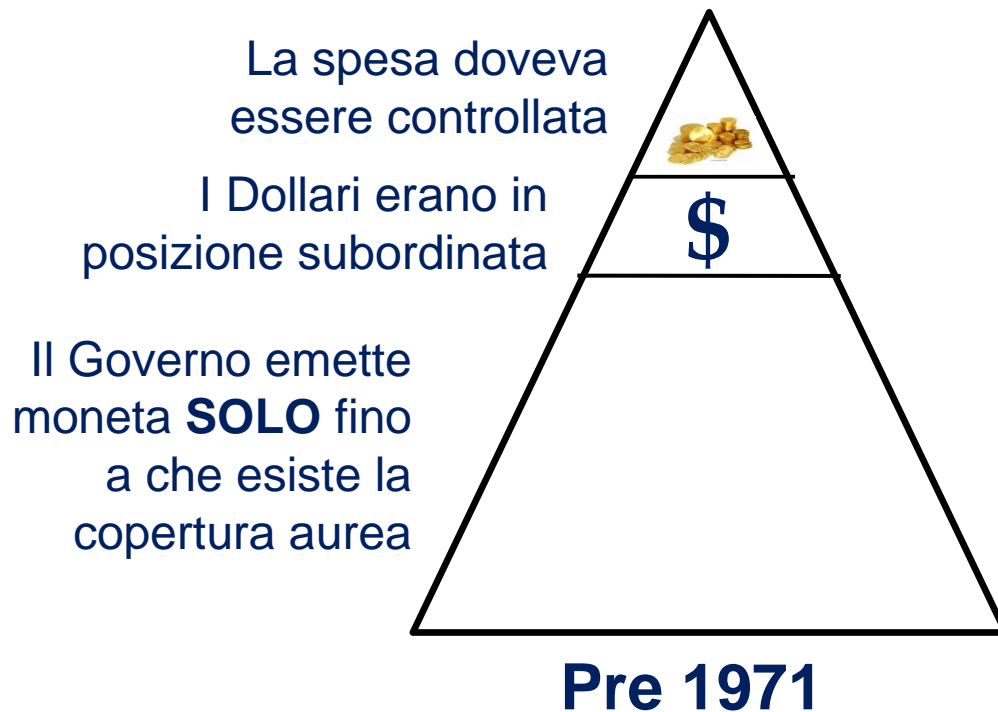 La spesa doveva
essere controllata
I Dollari erano in
posizione subordinata
$
Il Governo emette
moneta SOLO fino
a che esiste la
copertura aurea
Pre 1971